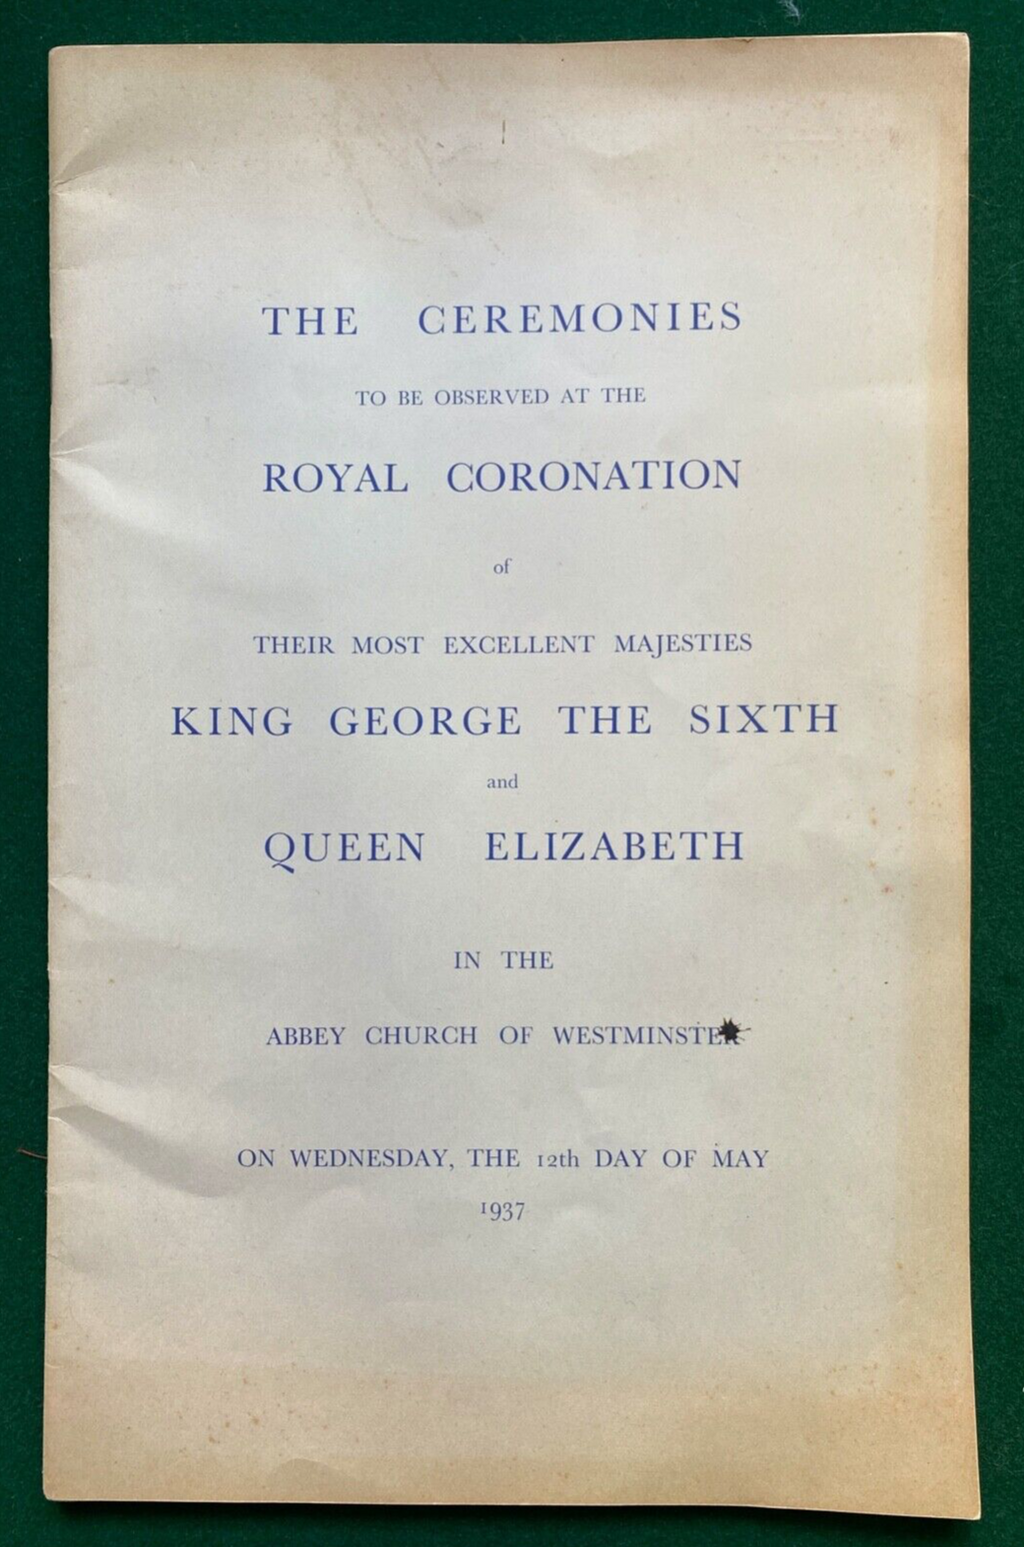 THE CEREMONIES
TO BE OBSERVED AT THE
ROYAL CORONATION
of
THEIR MOST EXCELLENT MAJESTIES
KING GEORGE THE SIXTH
and
QUEEN ELIZABETH
IN THE
ABBEY CHURCH OF WESTMINSTER
ON WEDNESDAY, THE 12th DAY OF MAY
1937